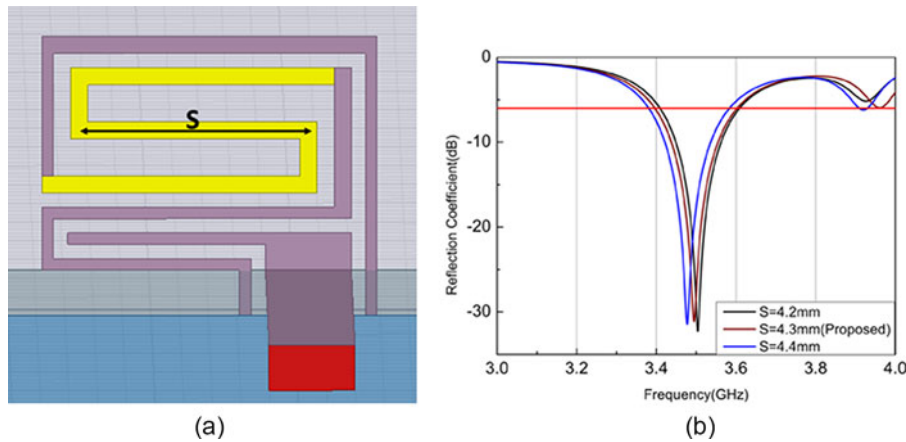 S
(a)
0
-10
-20
-30
Reflection Coefficient(dB)
3.0
3.2
3.4
3.6
3.8
4.0
Frequency(GHz)
S=4.2mm
S=4.3mm(Proposed)
S=4.4mm
(b)